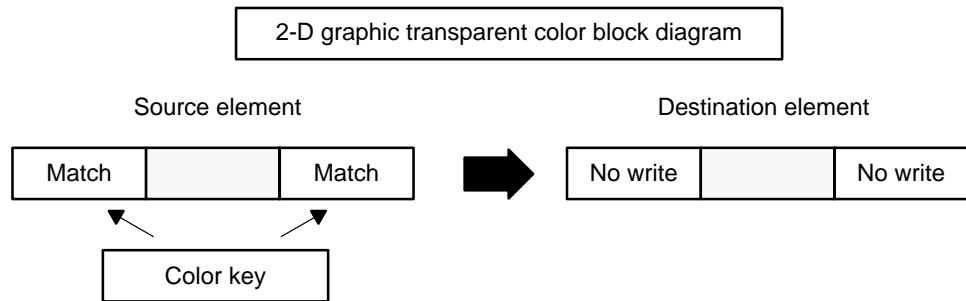 2-D graphic transparent color block diagram
Source element
Destination element
Match
Match
No write
No write
Color key